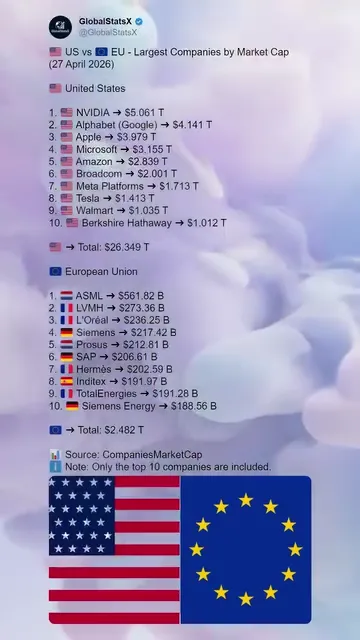 GlobalStatsX
@GlobalStatsX
🇺🇸 US vs 🇪🇺 EU - Largest Companies by Market Cap
(27 April 2026)
🇺🇸 United States
1. 🇺🇸 NVIDIA ➔ $5.061 T
2. 🇺🇸 Alphabet (Google) ➔ $4.141 T
3. 🇺🇸 Apple ➔ $3.979 T
4. 🇺🇸 Microsoft ➔ $3.155 T
5. 🇺🇸 Amazon ➔ $2.839 T
6. 🇺🇸 Broadcom ➔ $2.001 T
7. 🇺🇸 Meta Platforms ➔ $1.713 T
8. 🇺🇸 Tesla ➔ $1.413 T
9. 🇺🇸 Walmart ➔ $1.035 T
10. 🇺🇸 Berkshire Hathaway ➔ $1.012 T
🇺🇸 ➔ Total: $26.349 T
🇪🇺 European Union
1. 🇳🇱 ASML ➔ $561.82 B
2. 🇫🇷 LVMH ➔ $273.36 B
3. 🇫🇷 L'Oréal ➔ $236.25 B
4. 🇩🇪 Siemens ➔ $217.42 B
5. 🇳🇱 Prosus ➔ $212.81 B
6. 🇩🇪 SAP ➔ $206.61 B
7. 🇫🇷 Hermès ➔ $202.59 B
8. 🇪🇸 Inditex ➔ $191.97 B
9. 🇫🇷 TotalEnergies ➔ $191.28 B
10. 🇩🇪 Siemens Energy ➔ $188.56 B
🇪🇺 ➔ Total: $2.482 T
📊 Source: CompaniesMarketCap
ℹ️ Note: Only the top 10 companies are included.